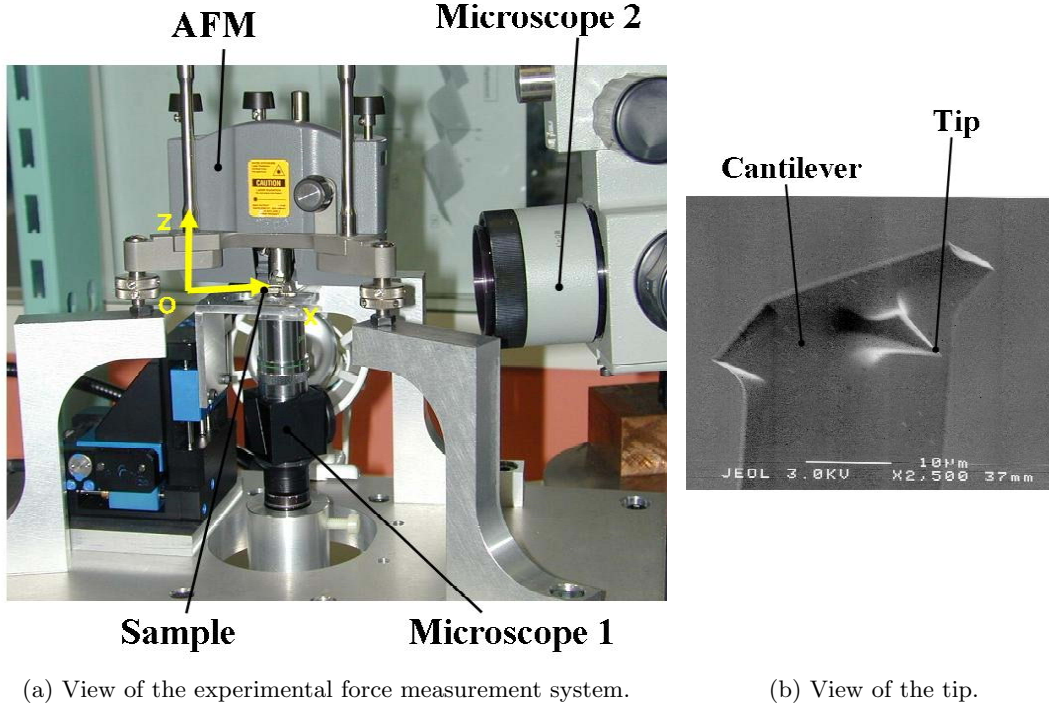 AFM
Microscope 2
CAUTION
Z
O
X
Sample
Microscope 1
(a) View of the experimental force measurement system.
Tip
Cantilever
10μm
JEOL 3.0KV X2,500 37mm
(b) View of the tip.